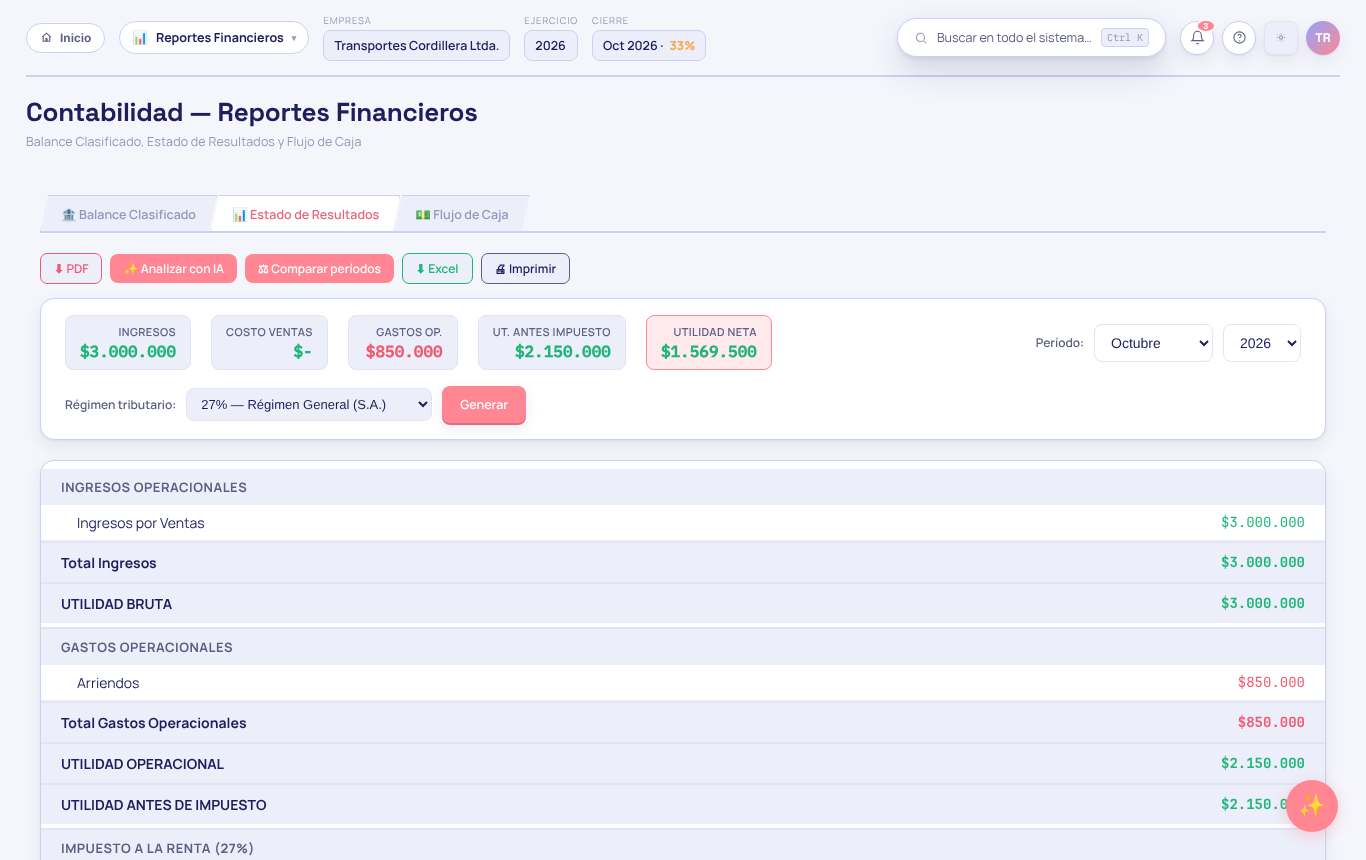 Inicio
Reportes Financieros
EMPRESA
Transportes Cordillera Ltda.
EJERCICIO
2026
CIERRE
Oct 2026 · 33%
Buscar en todo el sistema... Ctrl K
3
TR
Contabilidad — Reportes Financieros
Balance Clasificado, Estado de Resultados y Flujo de Caja
Balance Clasificado
Estado de Resultados
Flujo de Caja
PDF
Analizar con IA
Comparar períodos
Excel
Imprimir
INGRESOS
$3.000.000
COSTO VENTAS
$-
GASTOS OP.
$850.000
UT. ANTES IMPUESTO
$2.150.000
UTILIDAD NETA
$1.569.500
Período:
Octubre
2026
Régimen tributario:
27% — Régimen General (S.A.)
Generar
INGRESOS OPERACIONALES
Ingresos por Ventas $3.000.000
Total Ingresos $3.000.000
UTILIDAD BRUTA $3.000.000
GASTOS OPERACIONALES
Arriendos $850.000
Total Gastos Operacionales $850.000
UTILIDAD OPERACIONAL $2.150.000
UTILIDAD ANTES DE IMPUESTO $2.150.0
IMPUESTO A LA RENTA (27%)